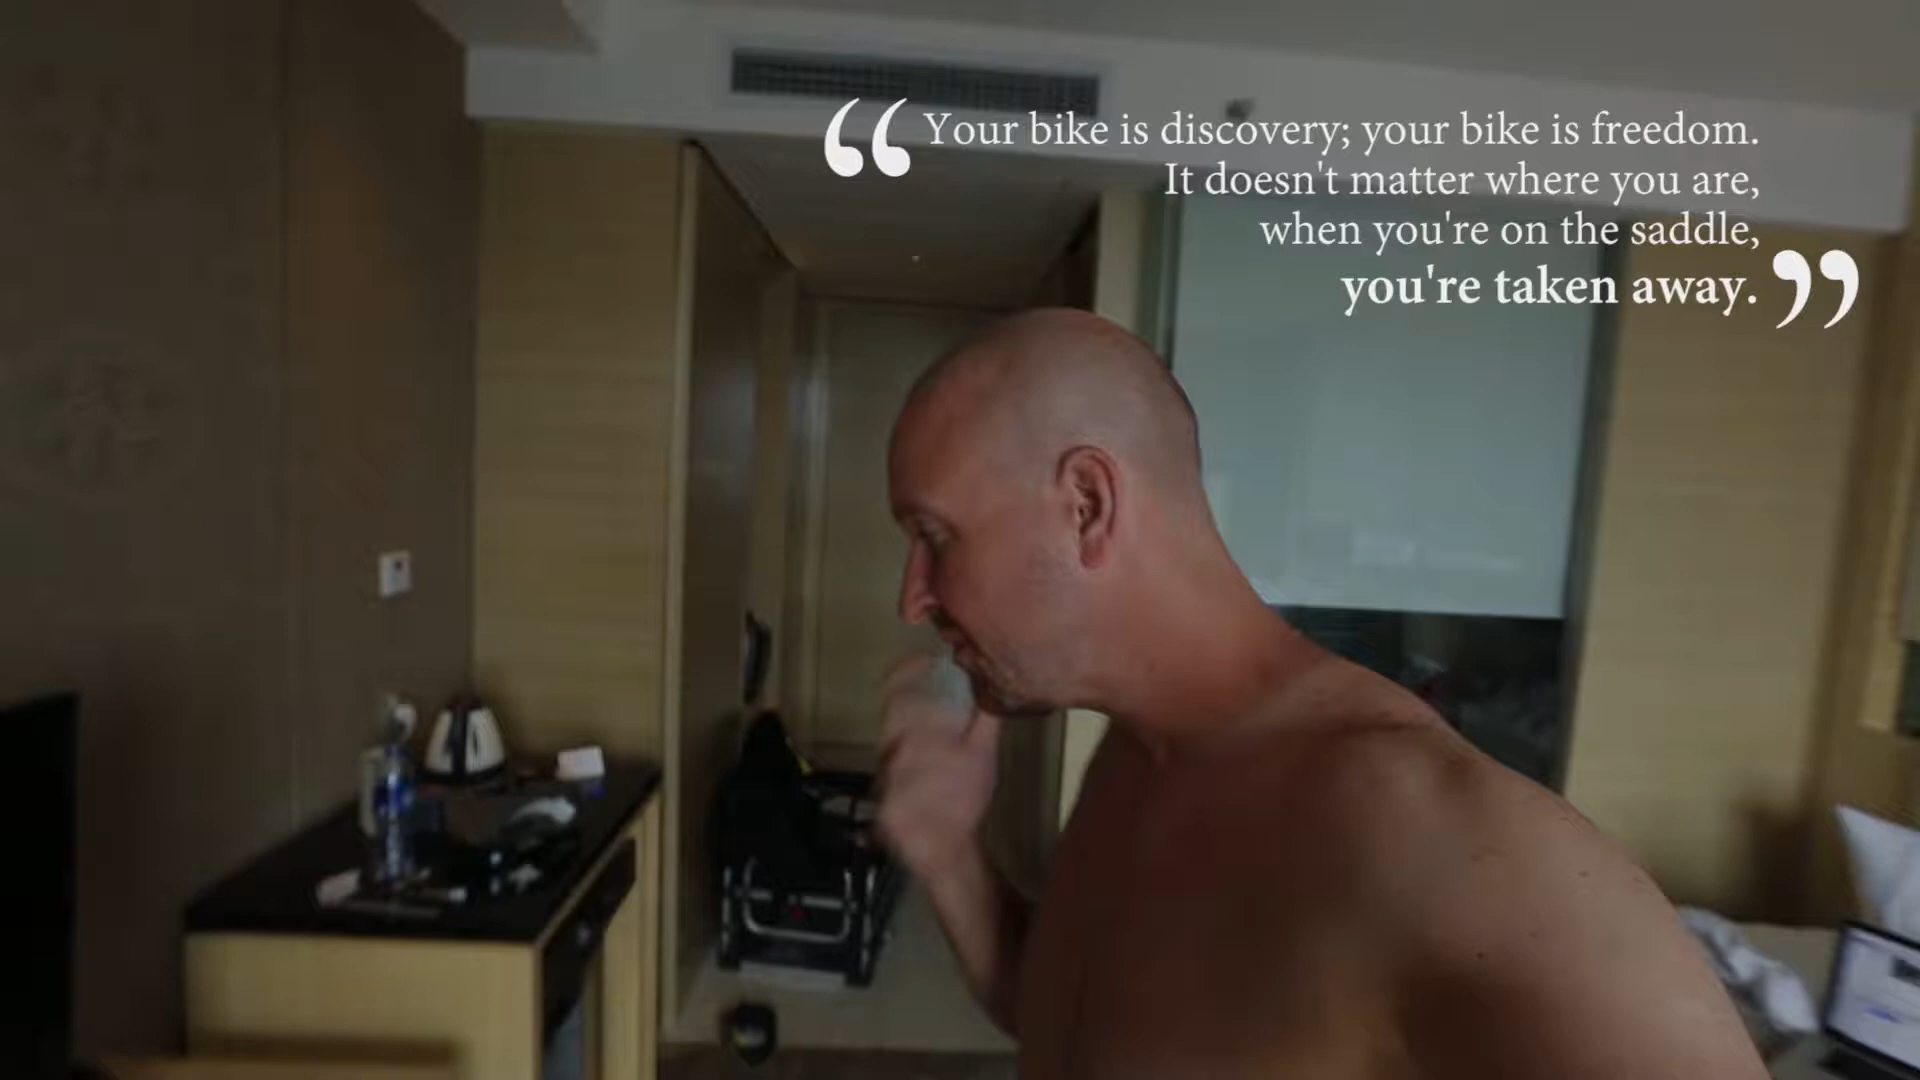 “Your bike is discovery; your bike is freedom.
It doesn't matter where you are,
when you're on the saddle,
you're taken away.”